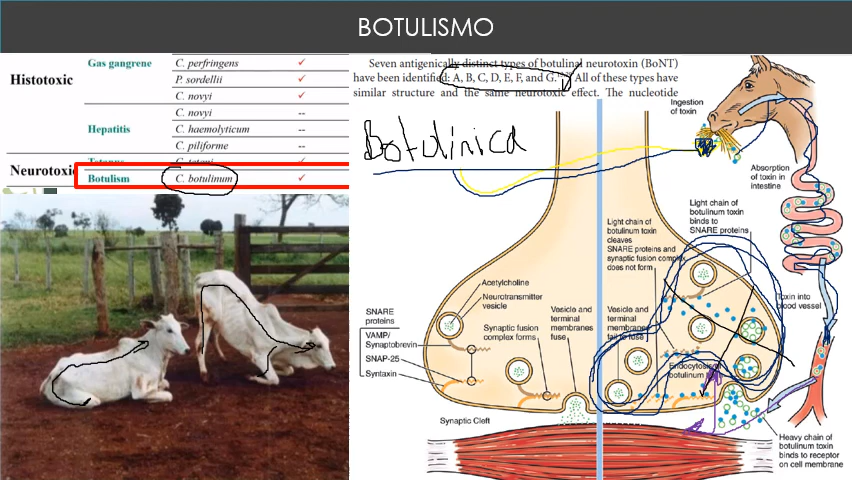 BOTULISMO
Gas gangrene C. perfringens ✓
P. sordellii ✓
Histotoxic
C. novyi ✓
C. novyi --
Hepatitis C. haemolyticum --
C. piliforme --
Neurotoxic
Tetanus C. tetani ✓
Botulism C. botulinum ✓
Seven antigenically distinct types of botulinal neurotoxin (BoNT)
have been identified: A, B, C, D, E, F, and G. All of these types have
similar structure and the same neurotoxic effect. The nucleotide
Botulinica
Ingestion
of toxin
Absorption
of toxin in
intestine
Light chain of
botulinum toxin
binds to
SNARE proteins
Light chain of
botulinum toxin
cleaves
SNARE proteins and
synaptic fusion complex
does not form
Acetylcholine
Neurotransmitter
vesicle
Toxin into
blood vessel
SNARE
proteins
VAMP/
Synaptobrevin
SNAP-25
Syntaxin
Synaptic fusion
complex forms
Vesicle and
terminal
membranes
fuse
Vesicle and
terminal
membranes
fail to fuse
Endocytosis of
botulinum
Synaptic Cleft
Heavy chain of
botulinum toxin
binds to receptor
on cell membrane